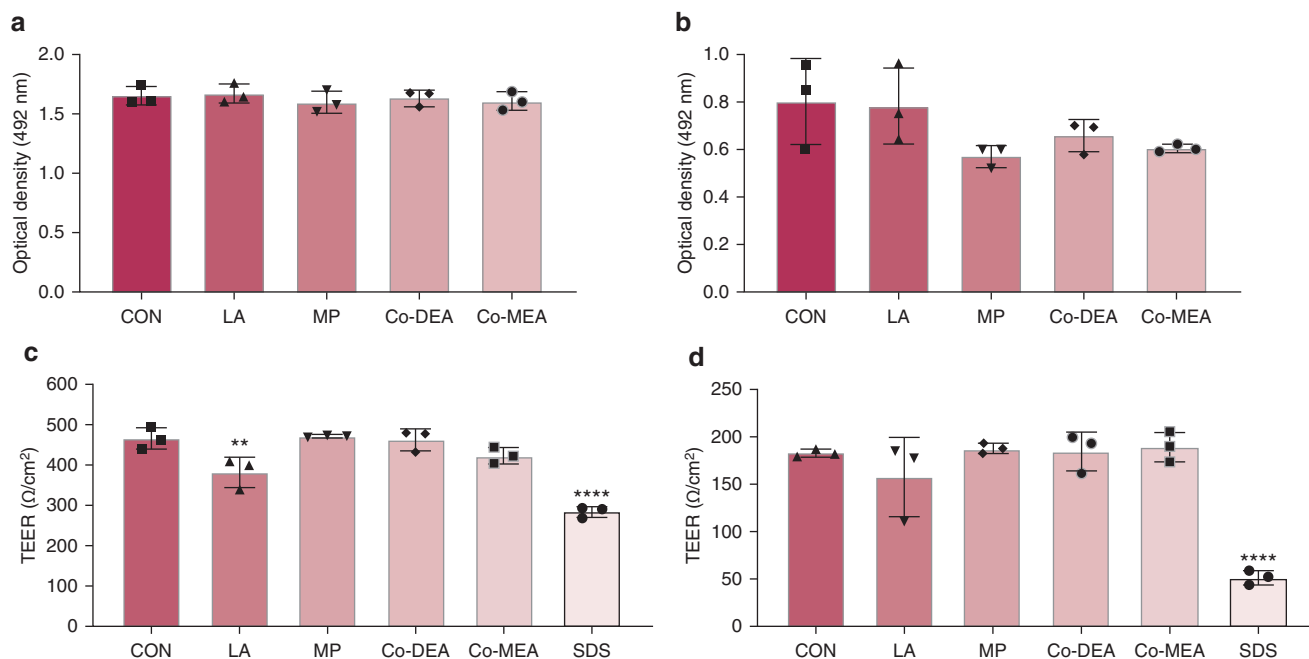 a
Optical density (492 nm)
2.0
1.5
1.0
0.5
0.0
CON LA MP Co-DEA Co-MEA
b
Optical density (492 nm)
1.0
0.8
0.6
0.4
0.2
0.0
CON LA MP Co-DEA Co-MEA
c
TEER (Ω/cm²)
600
500
400
300
400
100
0
**
****
CON LA MP Co-DEA Co-MEA SDS
d
TEER (Ω/cm²)
250
200
150
100
50
0
****
CON LA MP Co-DEA Co-MEA SDS